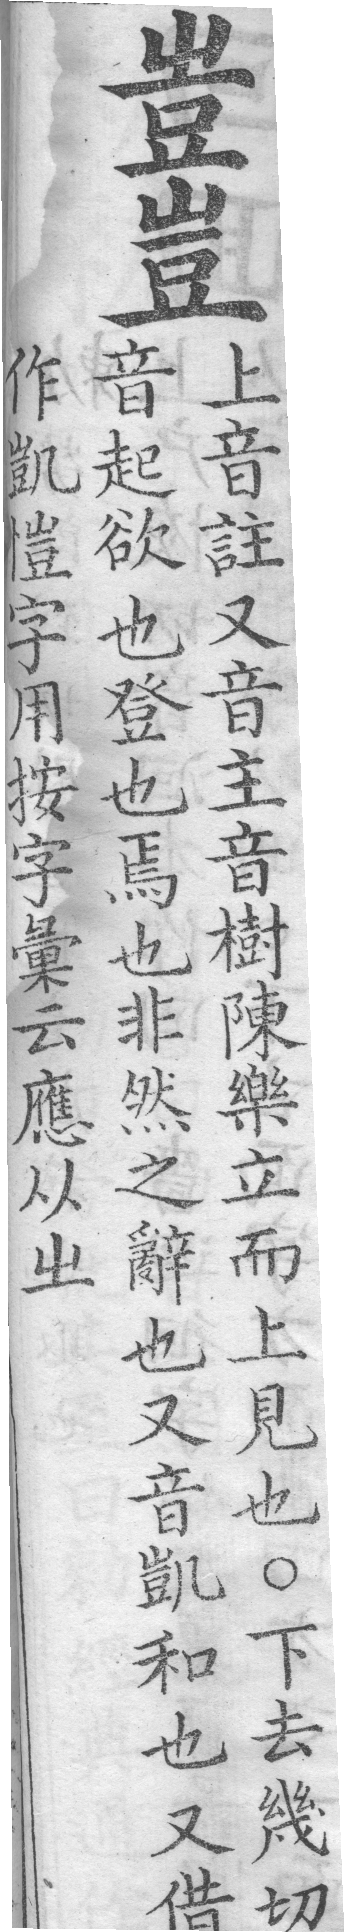 壴豈
上音註又音主音樹陳樂立而上見也○下去幾切
音起欲也登也焉也非然之辭也又音凱和也又借
作凱愷字用按字彙云應从㞢